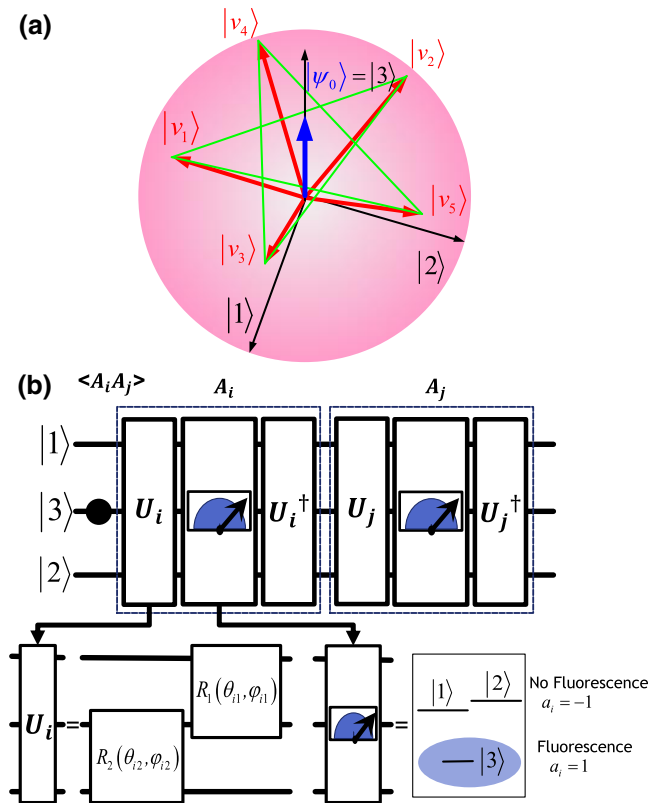 (a)
|v₄⟩
|v₂⟩
|ψ₀⟩ = |3⟩
|v₁⟩
|v₅⟩
|v₃⟩
|2⟩
|1⟩
(b)
<AᵢAⱼ>
Aᵢ
Aⱼ
|1⟩
|3⟩
Uᵢ
Uᵢ†
Uⱼ
Uⱼ†
|2⟩
Uᵢ
=
R₁(θᵢ₁,φᵢ₁)
R₂(θᵢ₂,φᵢ₂)
=
|1⟩
|2⟩
|3⟩
No Fluorescence
aᵢ = -1
Fluorescence
aᵢ = 1